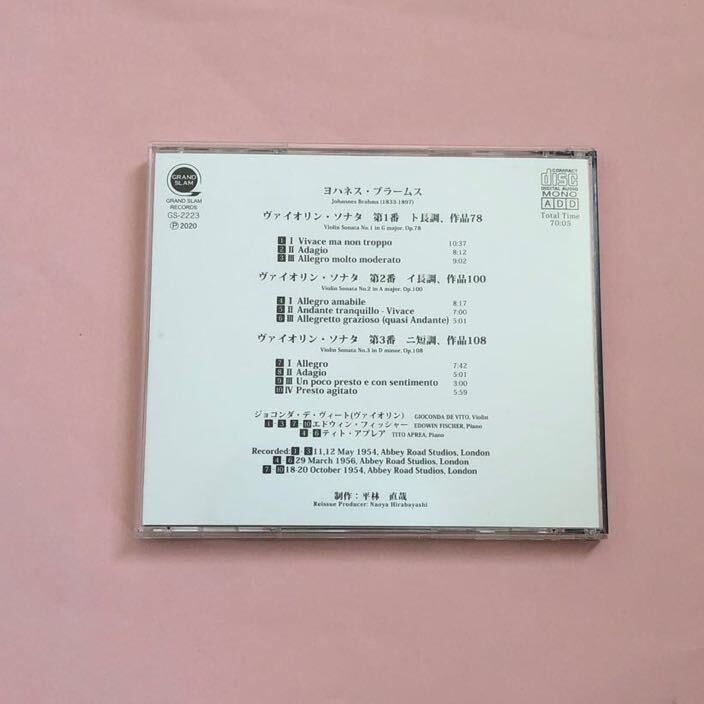 GRAND
SLAM
GRAND SLAM
RECORDS
GS-2223
Ⓟ 2020
COMPACT
disc
DIGITAL AUDIO
MONO
ADD
Total Time
70:05
ヨハネス・ブラームス
Johannes Brahms (1833-1897)
ヴァイオリン・ソナタ 第1番 ト長調、作品78
Violin Sonata No.1 in G major, Op.78
1 I Vivace ma non troppo 10:37
2 II Adagio 8:12
3 III Allegro molto moderato 9:02
ヴァイオリン・ソナタ 第2番 イ長調、作品100
Violin Sonata No.2 in A major, Op.100
4 I Allegro amabile 8:17
5 II Andante tranquillo - Vivace 7:00
6 III Allegretto grazioso (quasi Andante) 5:01
ヴァイオリン・ソナタ 第3番 ニ短調、作品108
Violin Sonata No.3 in D minor, Op.108
7 I Allegro 7:42
8 II Adagio 5:01
9 III Un poco presto e con sentimento 3:00
10 IV Presto agitato 5:59
ジョコンダ・デ・ヴィート(ヴァイオリン) GIOCONDA DE VITO, Violin
1 - 3 7 - 10 エドウィン・フィッシャー EDOWIN FISCHER, Piano
4 - 6 ティト・アプレア TITO APREA, Piano
Recorded: 1 - 3 11,12 May 1954, Abbey Road Studios, London
4 - 6 29 March 1956, Abbey Road Studios, London
7 - 10 18-20 October 1954, Abbey Road Studios, London
制作：平林 直哉
Reissue Producer: Naoya Hirabayashi